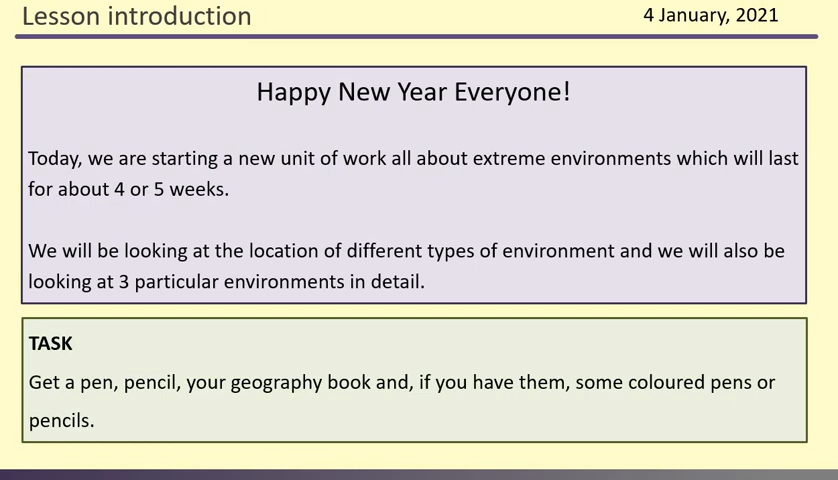 Lesson introduction
4 January, 2021
Happy New Year Everyone!
Today, we are starting a new unit of work all about extreme environments which will last
for about 4 or 5 weeks.
We will be looking at the location of different types of environment and we will also be
looking at 3 particular environments in detail.
TASK
Get a pen, pencil, your geography book and, if you have them, some coloured pens or
pencils.